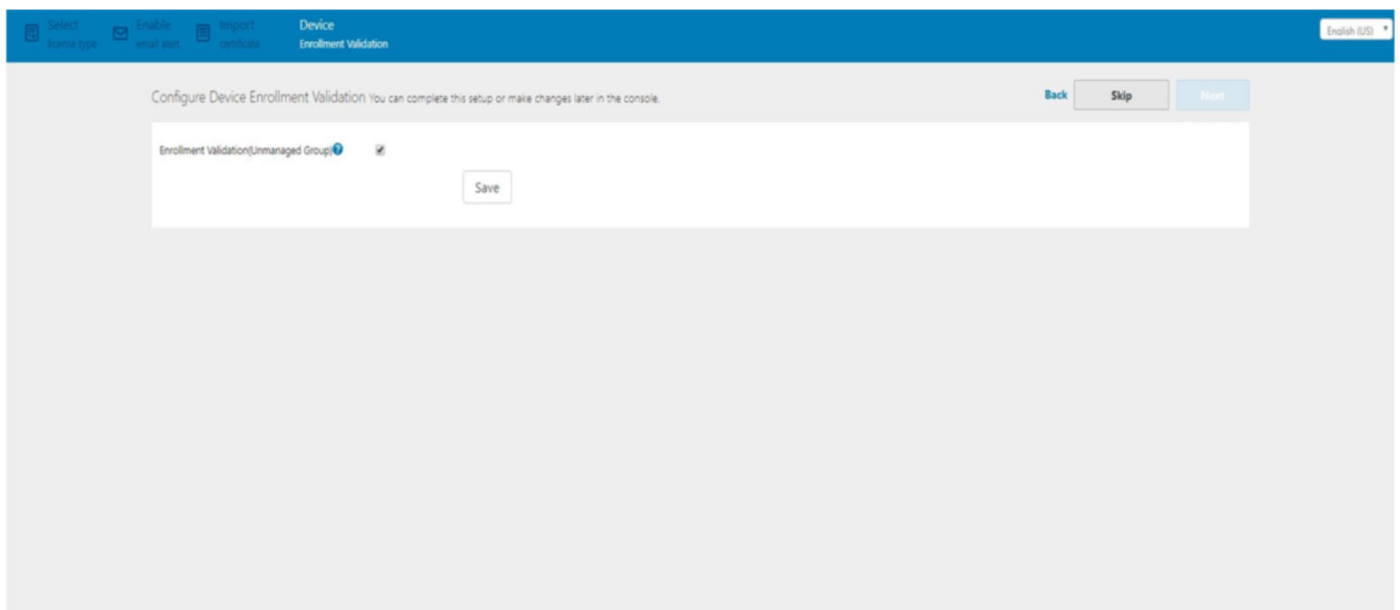 Select
license type
Enable
email alert
Import
certificate
Device
Enrollment Validation
English (US)
Configure Device Enrollment Validation You can complete this setup or make changes later in the console.
Back
Skip
Next
Enrollment Validation(Unmanaged Group)?
Save